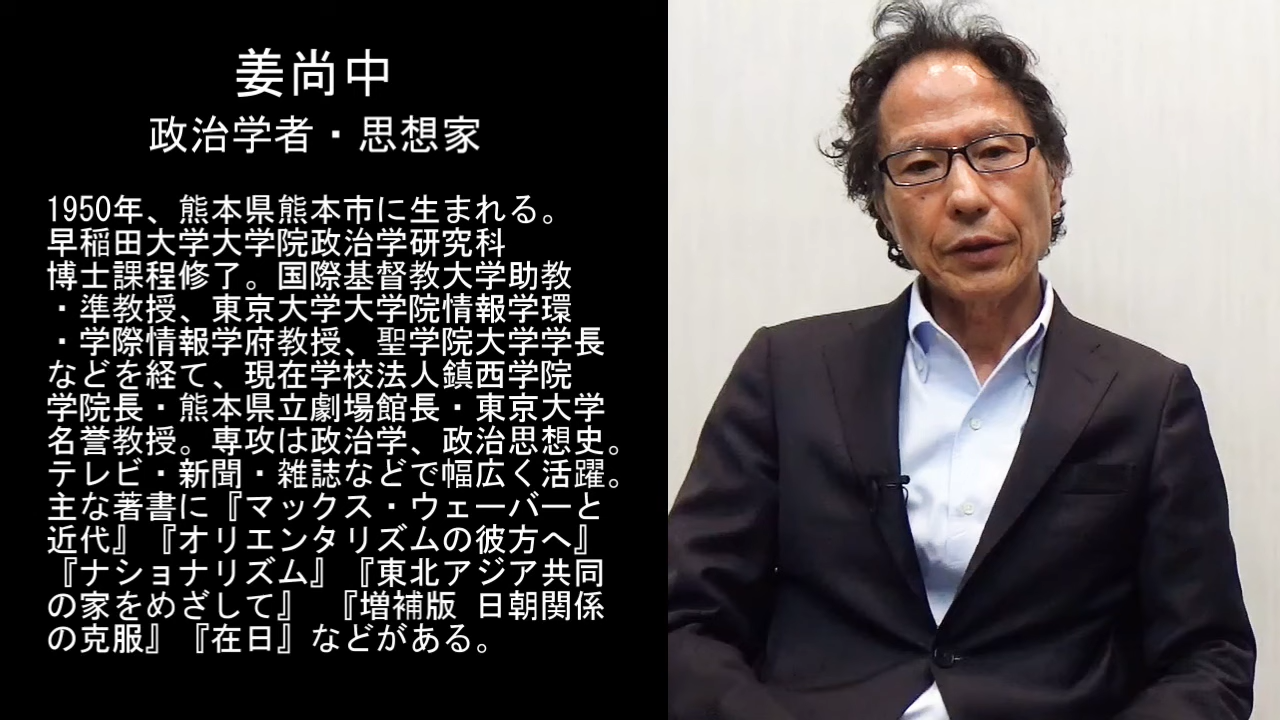 姜尚中
政治学者・思想家
1950年、熊本県熊本市に生まれる。
早稲田大学大学院政治学研究科
博士課程修了。国際基督教大学助教
・準教授、東京大学大学院情報学環
・学際情報学府教授、聖学院大学学長
などを経て、現在学校法人鎮西学院
学院長・熊本県立劇場館長・東京大学
名誉教授。専攻は政治学、政治思想史。
テレビ・新聞・雑誌などで幅広く活躍。
主な著書に『マックス・ウェーバーと
近代』『オリエンタリズムの彼方へ』
『ナショナリズム』『東北アジア共同
の家をめざして』 『増補版 日朝関係
の克服』『在日』などがある。